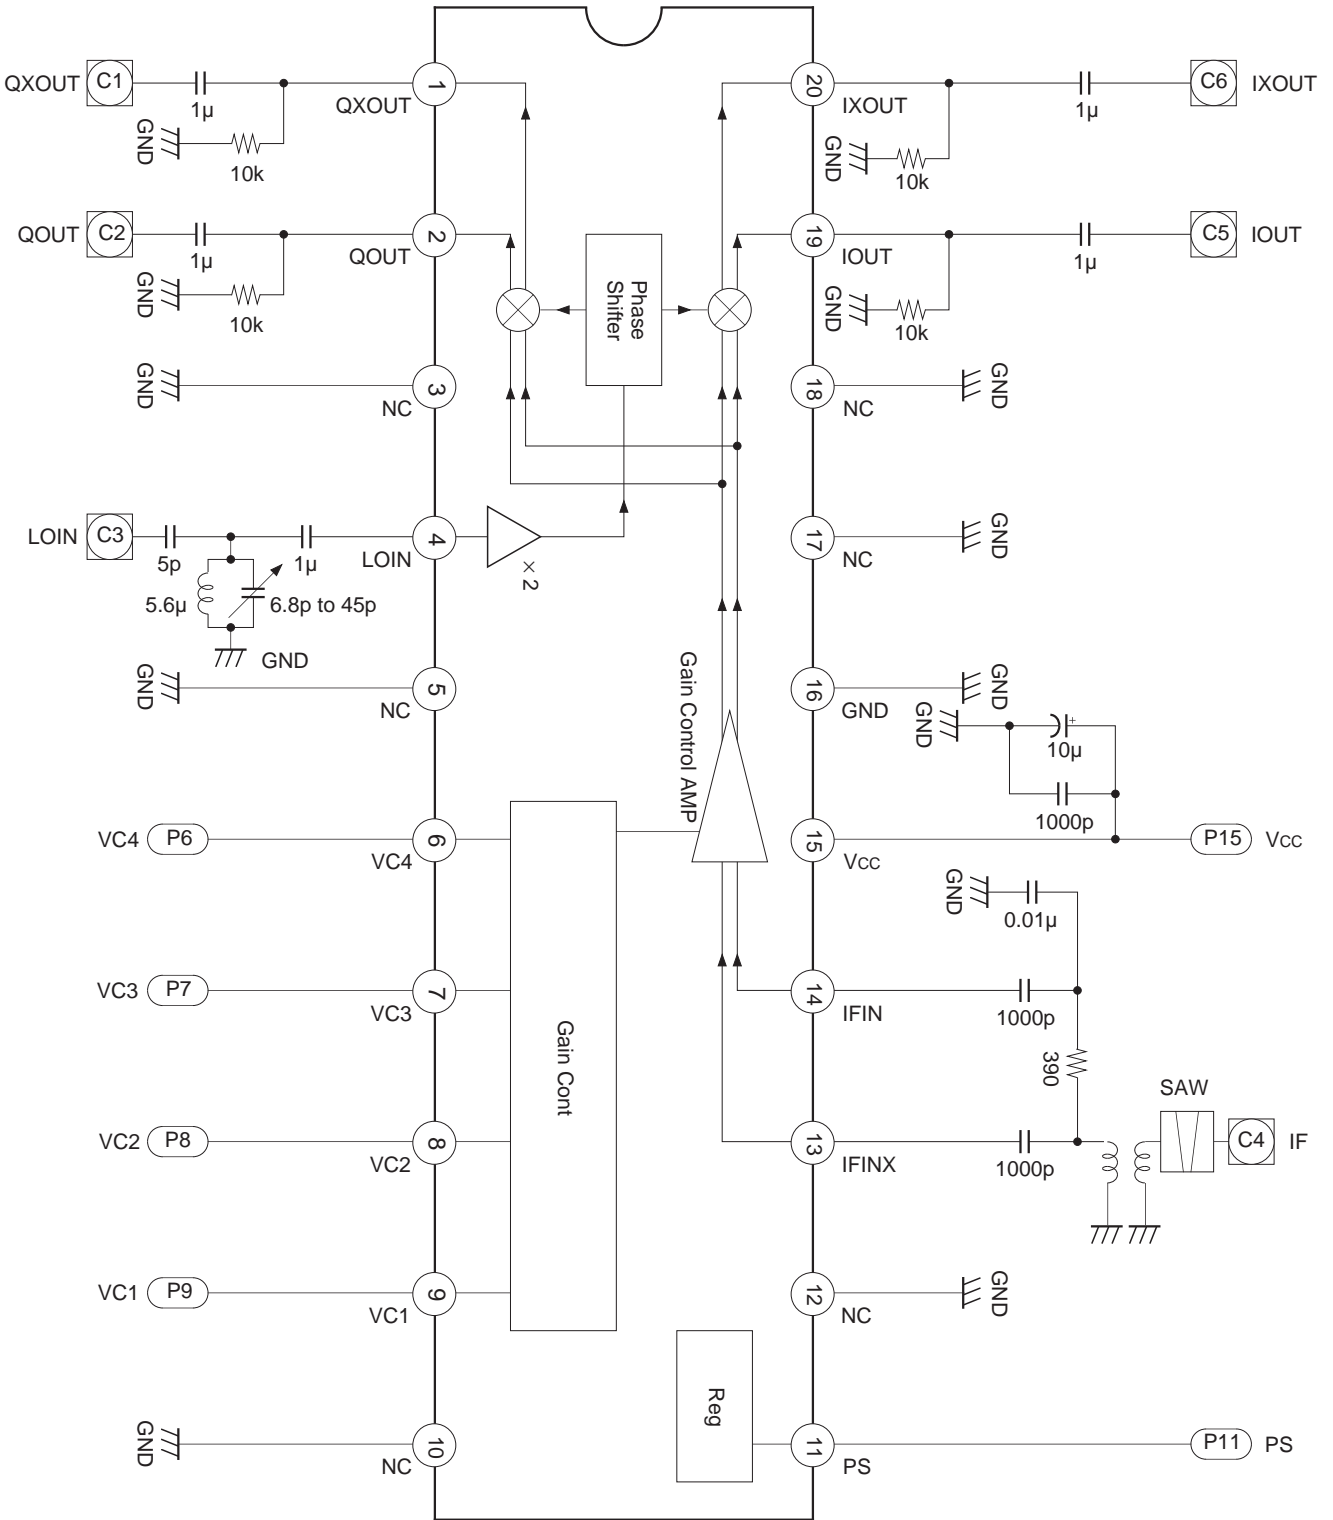 QXOUT C1 1µ 1 QXOUT
GND 10k
QOUT C2 1µ 2 QOUT
GND 10k
GND 3 NC
LOIN C3 5p 1µ 4 LOIN
5.6µ 6.8p to 45p
GND
GND 5 NC
VC4 P6 6 VC4
VC3 P7 7 VC3
VC2 P8 8 VC2
VC1 P9 9 VC1
GND 10 NC
Phase
Shifter
× 2
Gain Control AMP
Gain Cont
Reg
20 IXOUT 1µ C6 IXOUT
GND 10k
19 IOUT 1µ C5 IOUT
GND 10k
18 NC GND
17 NC GND
16 GND GND
GND + 10µ
1000p
15 Vcc P15 Vcc
GND 0.01µ
14 IFIN 1000p
390
SAW
13 IFINX 1000p C4 IF
12 NC GND
11 PS P11 PS